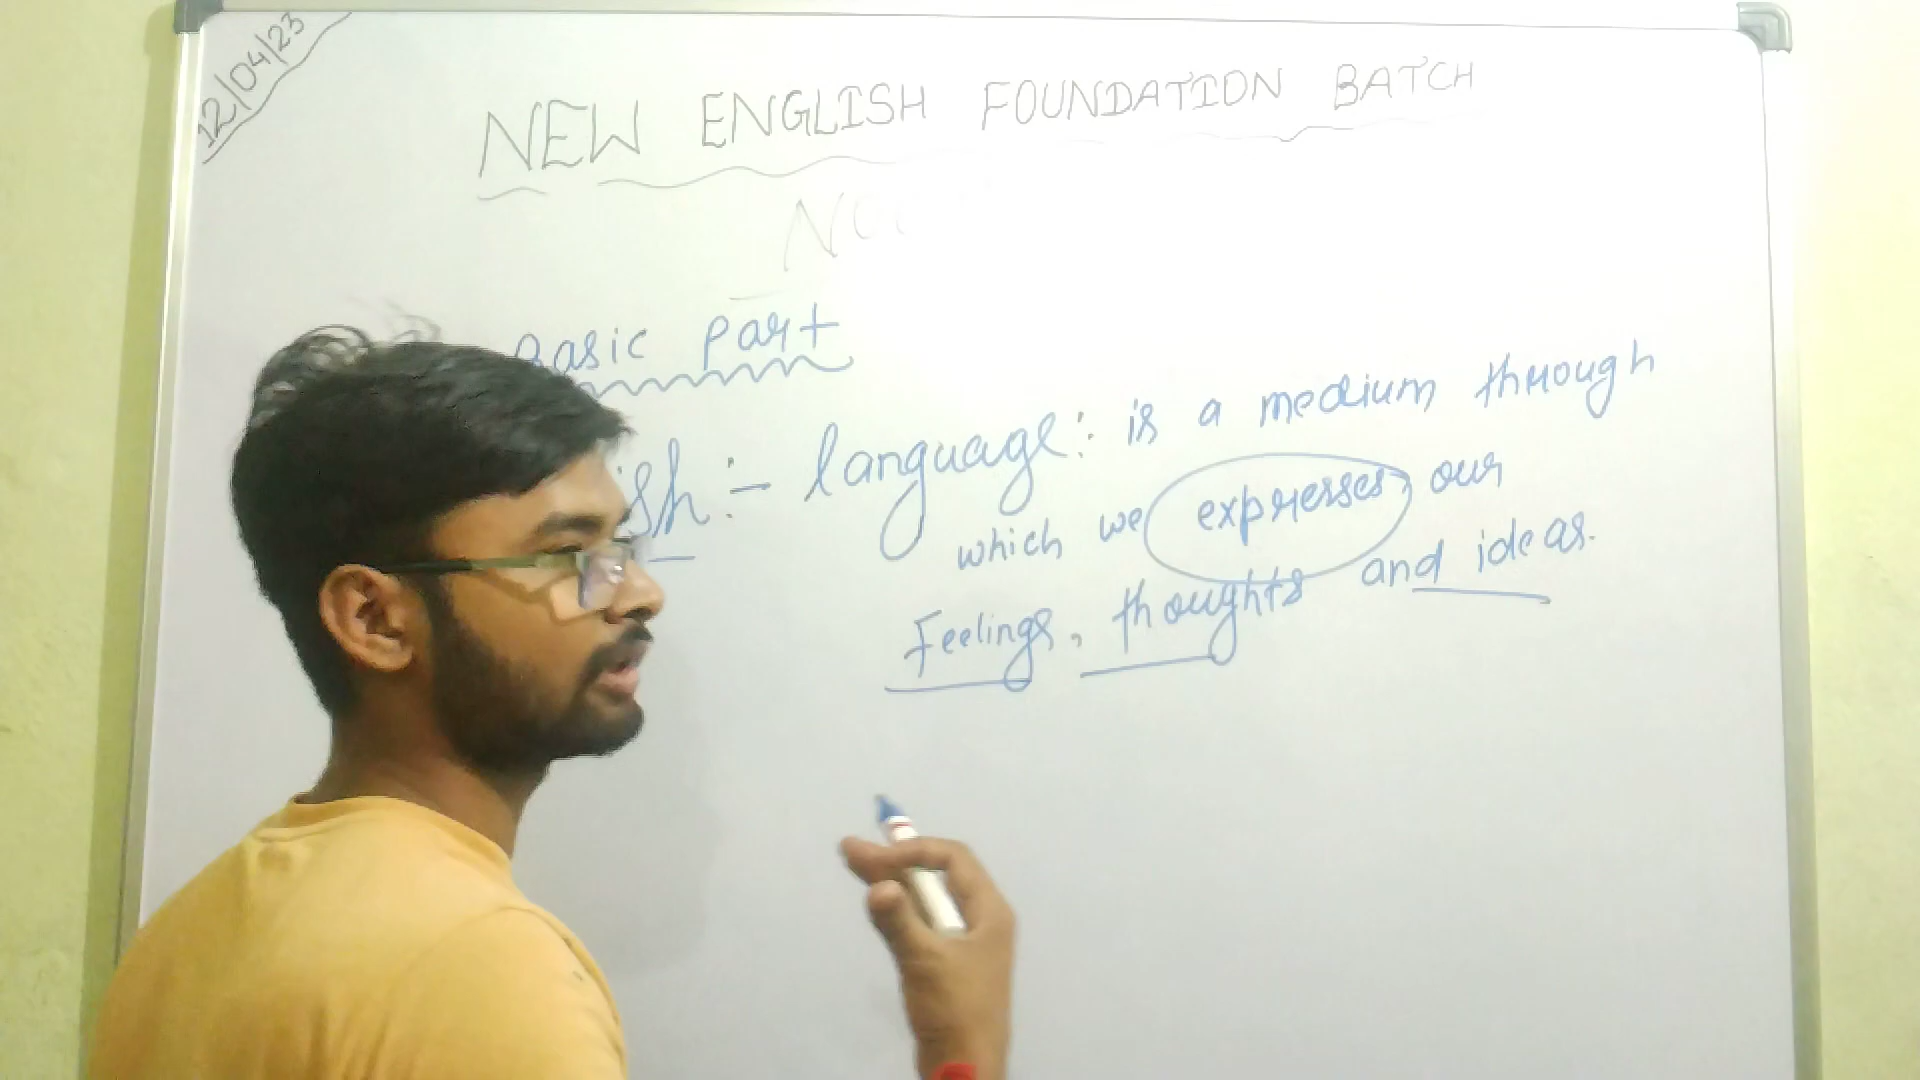 12/04/23
NEW ENGLISH FOUNDATION BATCH
Basic Part
language: is a medium through
which we expresses our
Feelings, thoughts and ideas.